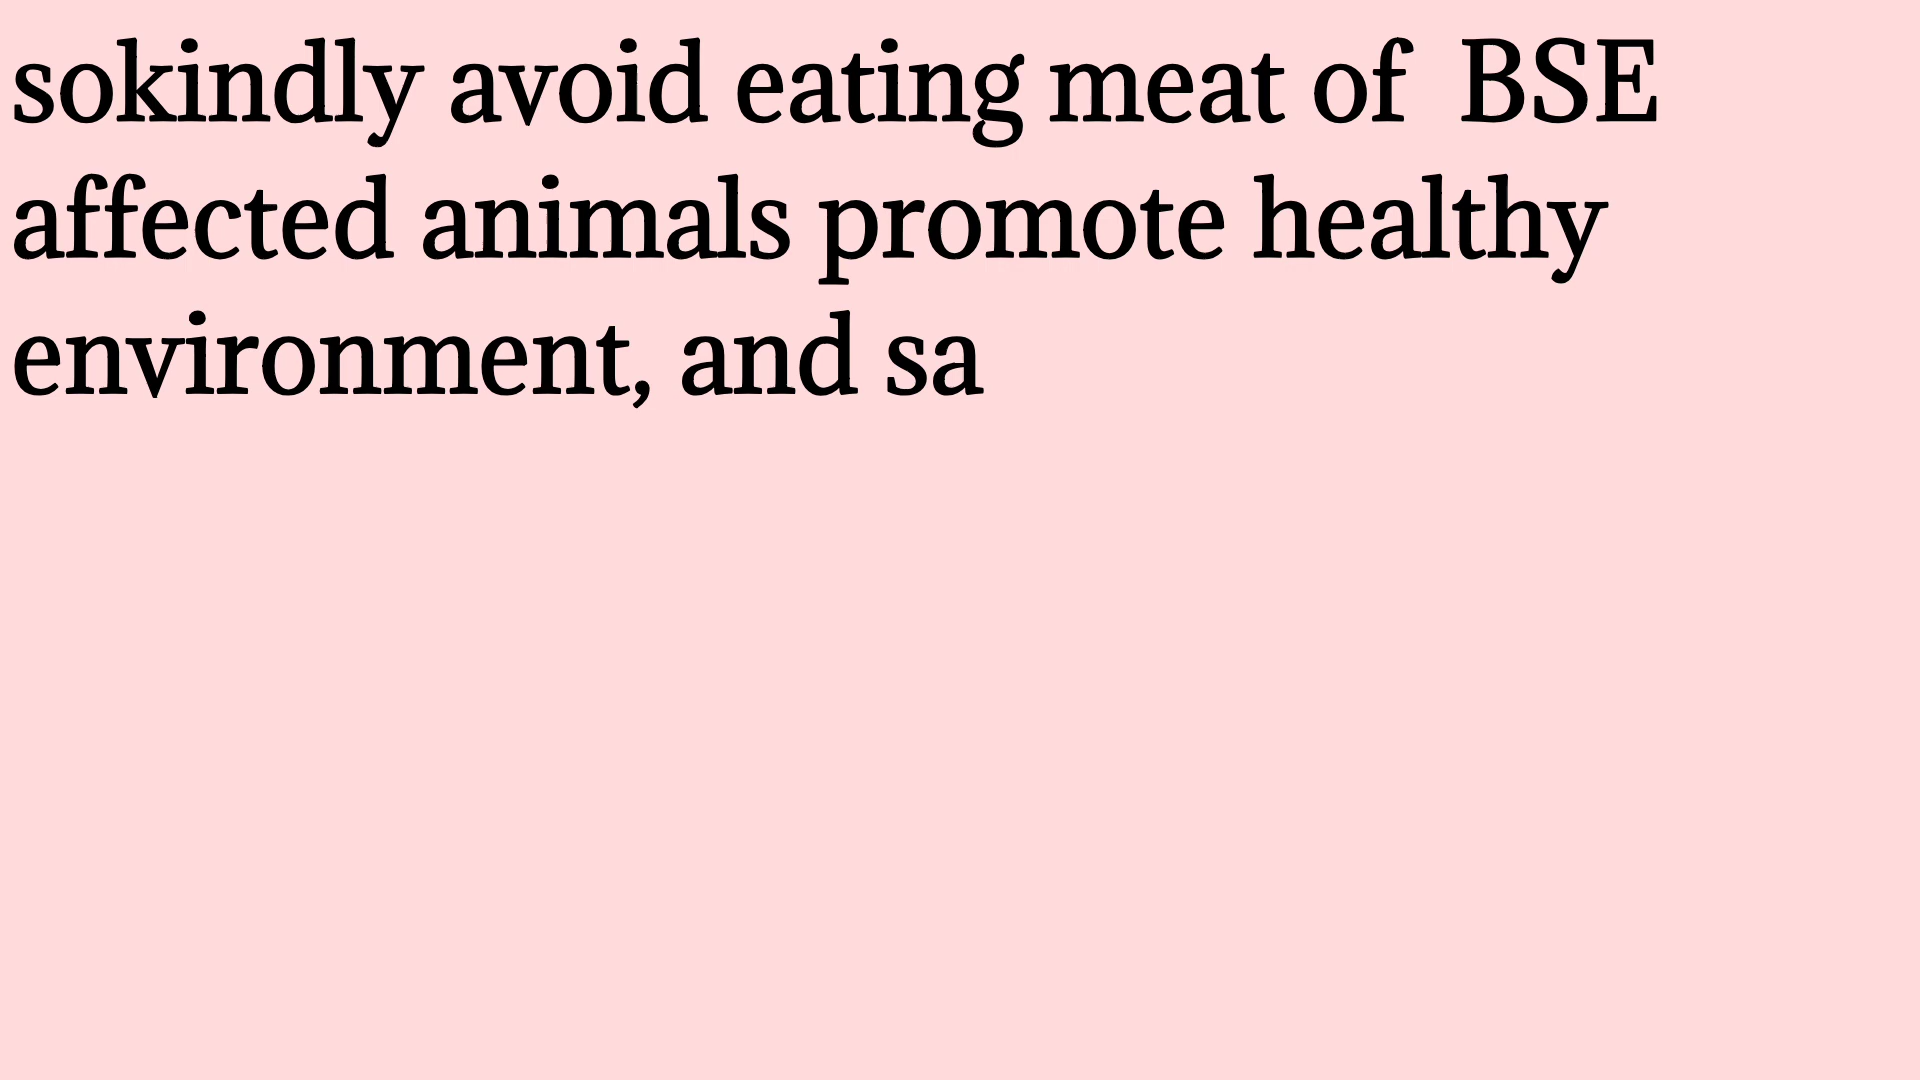 sokindly avoid eating meat of  BSE
affected animals promote healthy
environment, and sa